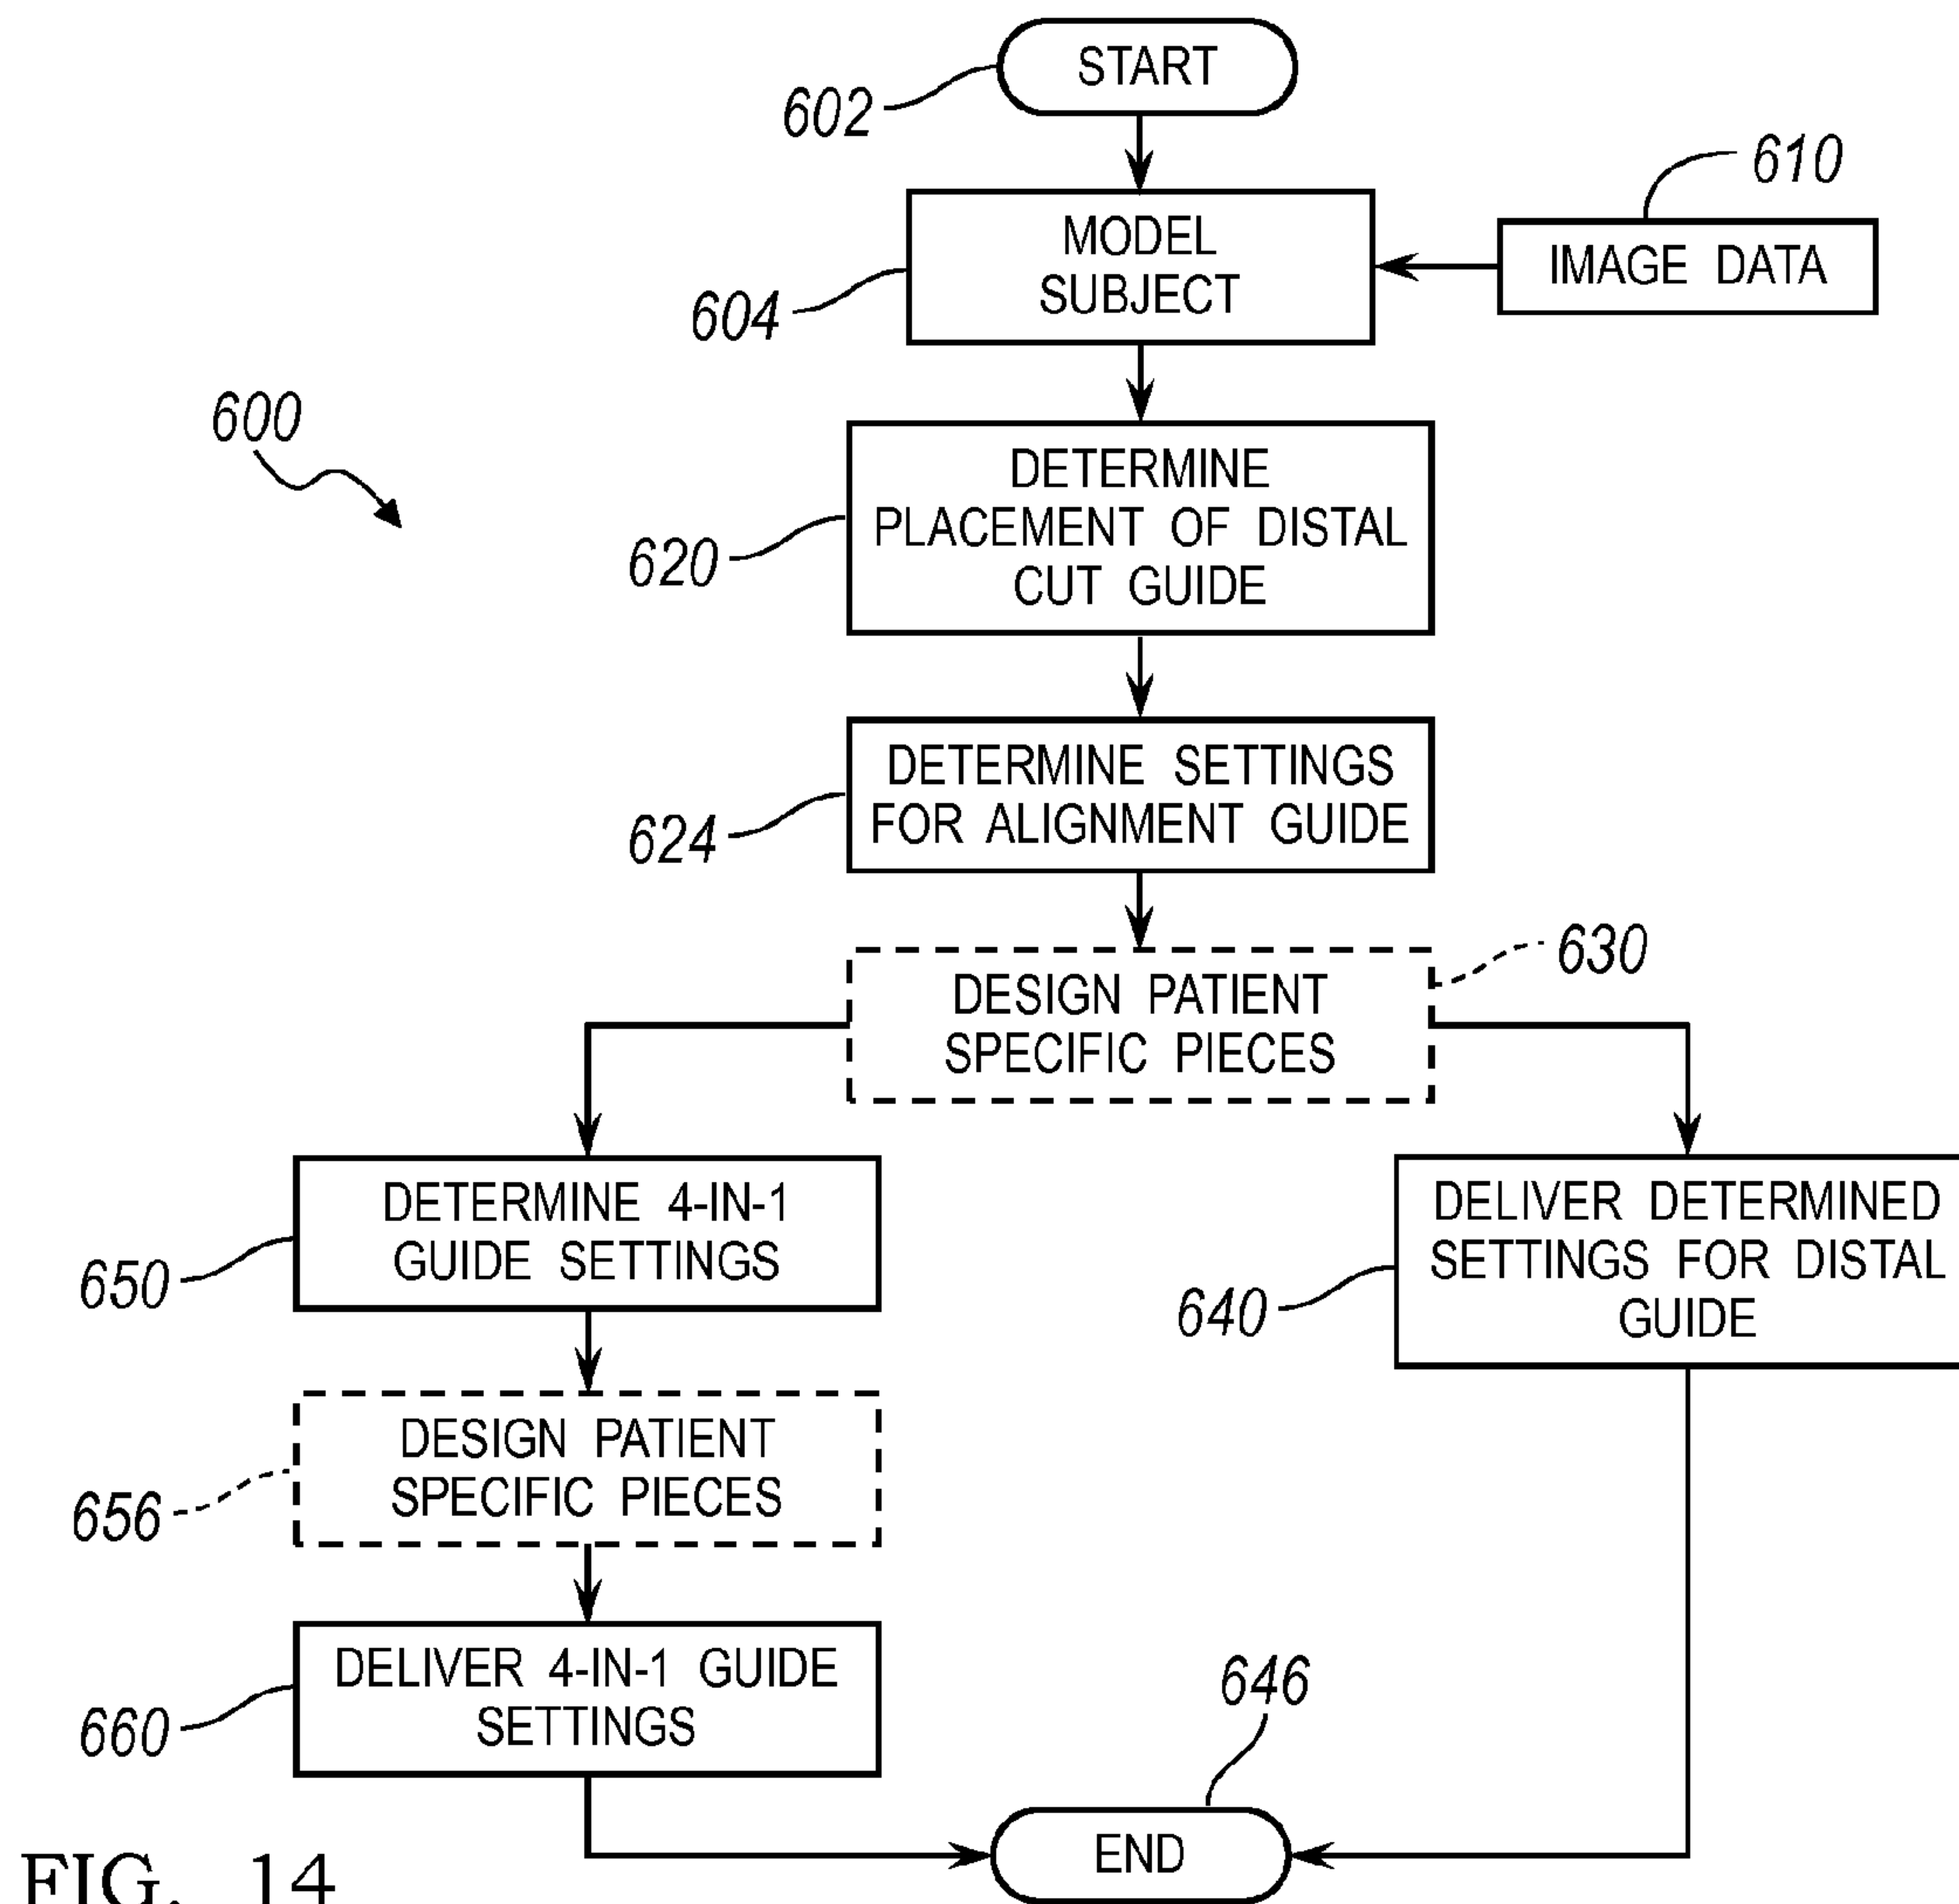 START
602
610
MODEL
SUBJECT
IMAGE DATA
604
600
DETERMINE
PLACEMENT OF DISTAL
CUT GUIDE
620
DETERMINE SETTINGS
FOR ALIGNMENT GUIDE
624
630
DESIGN PATIENT
SPECIFIC PIECES
DETERMINE 4-IN-1
GUIDE SETTINGS
650
DELIVER DETERMINED
SETTINGS FOR DISTAL
GUIDE
640
DESIGN PATIENT
SPECIFIC PIECES
656
DELIVER 4-IN-1 GUIDE
SETTINGS
660
646
END
FIG. 14